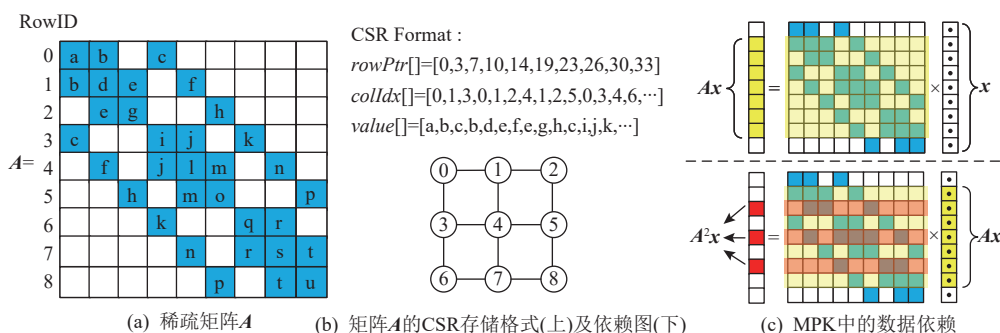 RowID
0 a b c
1 b d e f
2 e g h
3 c i j k
A= 4 f j l m n
5 h m o p
6 k q r
7 n r s t
8 p t u
(a) 稀疏矩阵A
CSR Format :
rowPtr[]=[0,3,7,10,14,19,23,26,30,33]
colIdx[]=[0,1,3,0,1,2,4,1,2,5,0,3,4,6,···]
value[]=[a,b,c,b,d,e,f,e,g,h,c,i,j,k,···]
0 1 2
3 4 5
6 7 8
(b) 矩阵A的CSR存储格式(上)及依赖图(下)
Ax = × x
A²x = × Ax
(c) MPK中的数据依赖